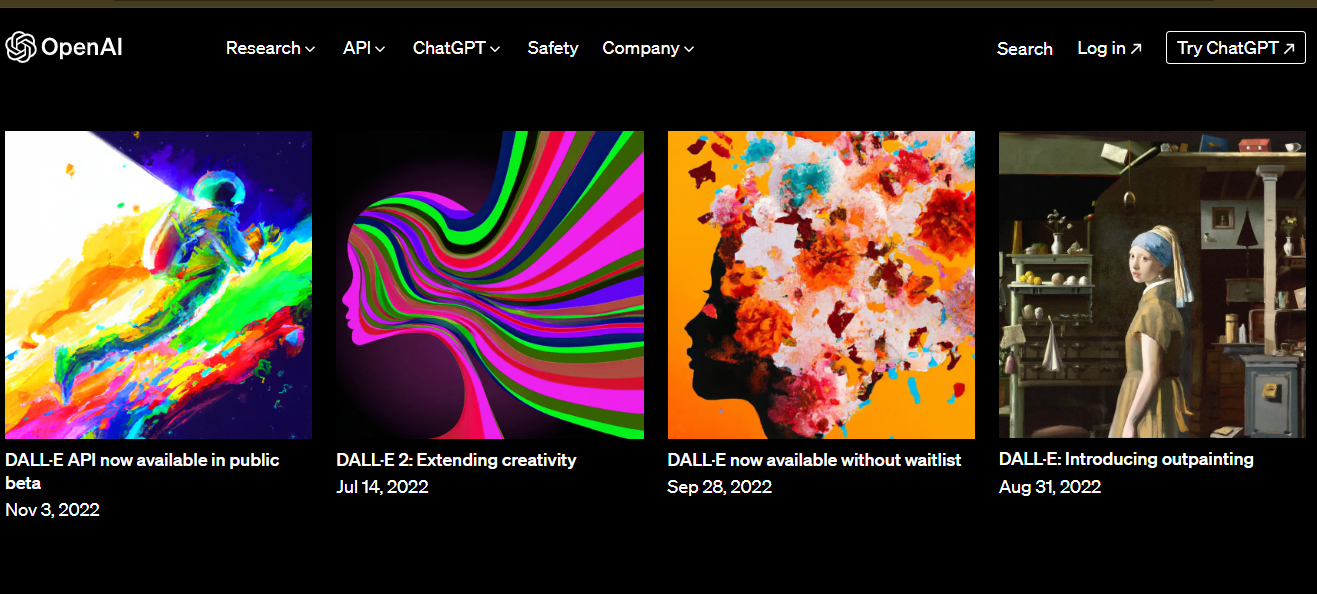 OpenAI
Research
API
ChatGPT
Safety
Company
Search
Log in ↗
Try ChatGPT ↗
DALL·E API now available in public
beta
Nov 3, 2022
DALL·E 2: Extending creativity
Jul 14, 2022
DALL·E now available without waitlist
Sep 28, 2022
DALL·E: Introducing outpainting
Aug 31, 2022